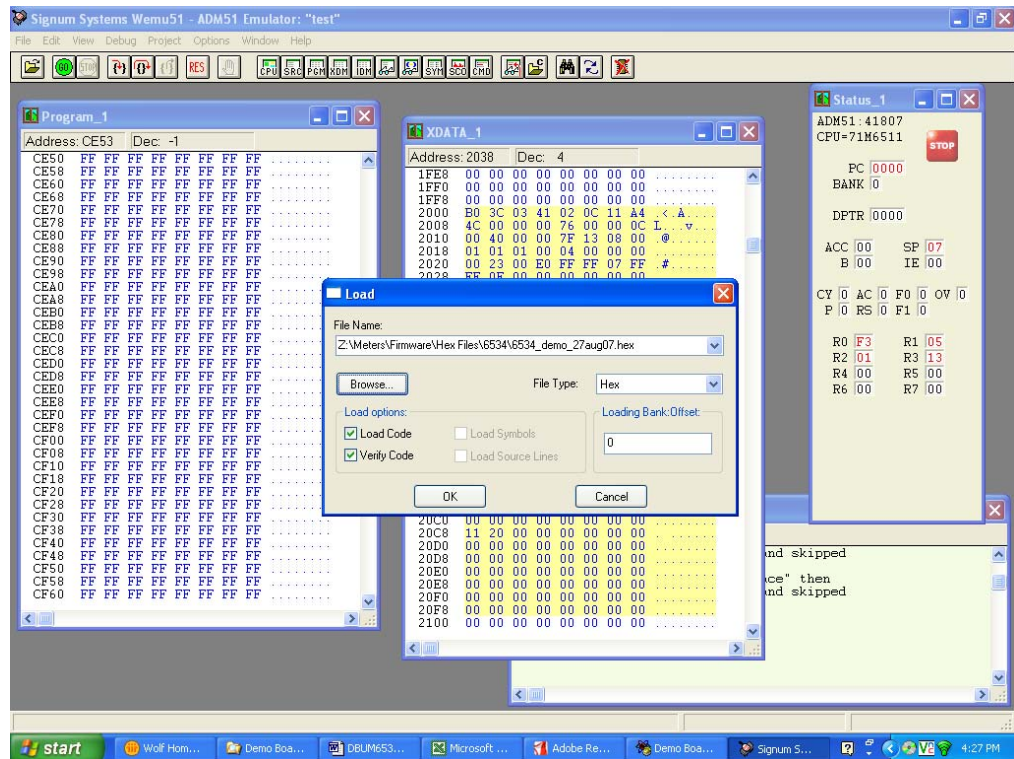 Signum Systems Wemu51 - ADM51 Emulator: "test"
File Edit View Debug Project Options Window Help
GO STOP RES CPU SRC PGM XDM IDM SYM SCO CMD
Program_1
Address: CE53 Dec: -1
CE50 FF FF FF FF FF FF FF FF ........
CE58 FF FF FF FF FF FF FF FF ........
CE60 FF FF FF FF FF FF FF FF ........
CE68 FF FF FF FF FF FF FF FF ........
CE70 FF FF FF FF FF FF FF FF ........
CE78 FF FF FF FF FF FF FF FF ........
CE80 FF FF FF FF FF FF FF FF ........
CE88 FF FF FF FF FF FF FF FF ........
CE90 FF FF FF FF FF FF FF FF ........
CE98 FF FF FF FF FF FF FF FF ........
CEA0 FF FF FF FF FF FF FF FF ........
CEA8 FF FF FF FF FF FF FF FF ........
CEB0 FF FF FF FF FF FF FF FF ........
CEB8 FF FF FF FF FF FF FF FF ........
CEC0 FF FF FF FF FF FF FF FF ........
CEC8 FF FF FF FF FF FF FF FF ........
CED0 FF FF FF FF FF FF FF FF ........
CED8 FF FF FF FF FF FF FF FF ........
CEE0 FF FF FF FF FF FF FF FF ........
CEE8 FF FF FF FF FF FF FF FF ........
CEF0 FF FF FF FF FF FF FF FF ........
CEF8 FF FF FF FF FF FF FF FF ........
CF00 FF FF FF FF FF FF FF FF ........
CF08 FF FF FF FF FF FF FF FF ........
CF10 FF FF FF FF FF FF FF FF ........
CF18 FF FF FF FF FF FF FF FF ........
CF20 FF FF FF FF FF FF FF FF ........
CF28 FF FF FF FF FF FF FF FF ........
CF30 FF FF FF FF FF FF FF FF ........
CF38 FF FF FF FF FF FF FF FF ........
CF40 FF FF FF FF FF FF FF FF ........
CF48 FF FF FF FF FF FF FF FF ........
CF50 FF FF FF FF FF FF FF FF ........
CF58 FF FF FF FF FF FF FF FF ........
CF60 FF FF FF FF FF FF FF FF ........
XDATA_1
Address: 2038 Dec: 4
1FE8 00 00 00 00 00 00 00 00 ........
1FF0 00 00 00 00 00 00 00 00 ........
1FF8 00 00 00 00 00 00 00 00 ........
2000 B0 3C 03 41 02 0C 11 A4 .<.A....
2008 4C 00 00 00 76 00 00 0C L...v...
2010 00 40 00 00 7F 13 08 00 .@......
2018 01 01 01 00 04 00 00 00 ........
2020 00 23 00 E0 FF FF 07 FF .#......
2028 FF 0F 00 00 00 00 00 00
Load
File Name:
Z:\Meters\Firmware\Hex Files\6534\6534_demo_27aug07.hex
Browse... File Type: Hex
Load options: Loading Bank:Offset:
Load Code Load Symbols
0
Verify Code Load Source Lines
OK Cancel
20C0 00 00 00 00 00 00 00 00 ........
20C8 11 20 00 00 00 00 00 00 . ......
20D0 00 00 00 00 00 00 00 00 ........
20D8 00 00 00 00 00 00 00 00 ........
20E0 00 00 00 00 00 00 00 00 ........
20E8 00 00 00 00 00 00 00 00 ........
20F0 00 00 00 00 00 00 00 00 ........
20F8 00 00 00 00 00 00 00 00 ........
2100 00 00 00 00 00 00 00 00 ........
Status_1
ADM51:41807
CPU=71M6511
STOP
PC 0000
BANK 0
DPTR 0000
ACC 00 SP 07
B 00 IE 00
CY 0 AC 0 F0 0 OV 0
P 0 RS 0 F1 0
R0 F3 R1 05
R2 01 R3 13
R4 00 R5 00
R6 00 R7 00
nd skipped
ce" then
nd skipped
start Wolf Hom... Demo Boa... DBUM653... Microsoft ... Adobe Re... Demo Boa... Signum S... 4:27 PM